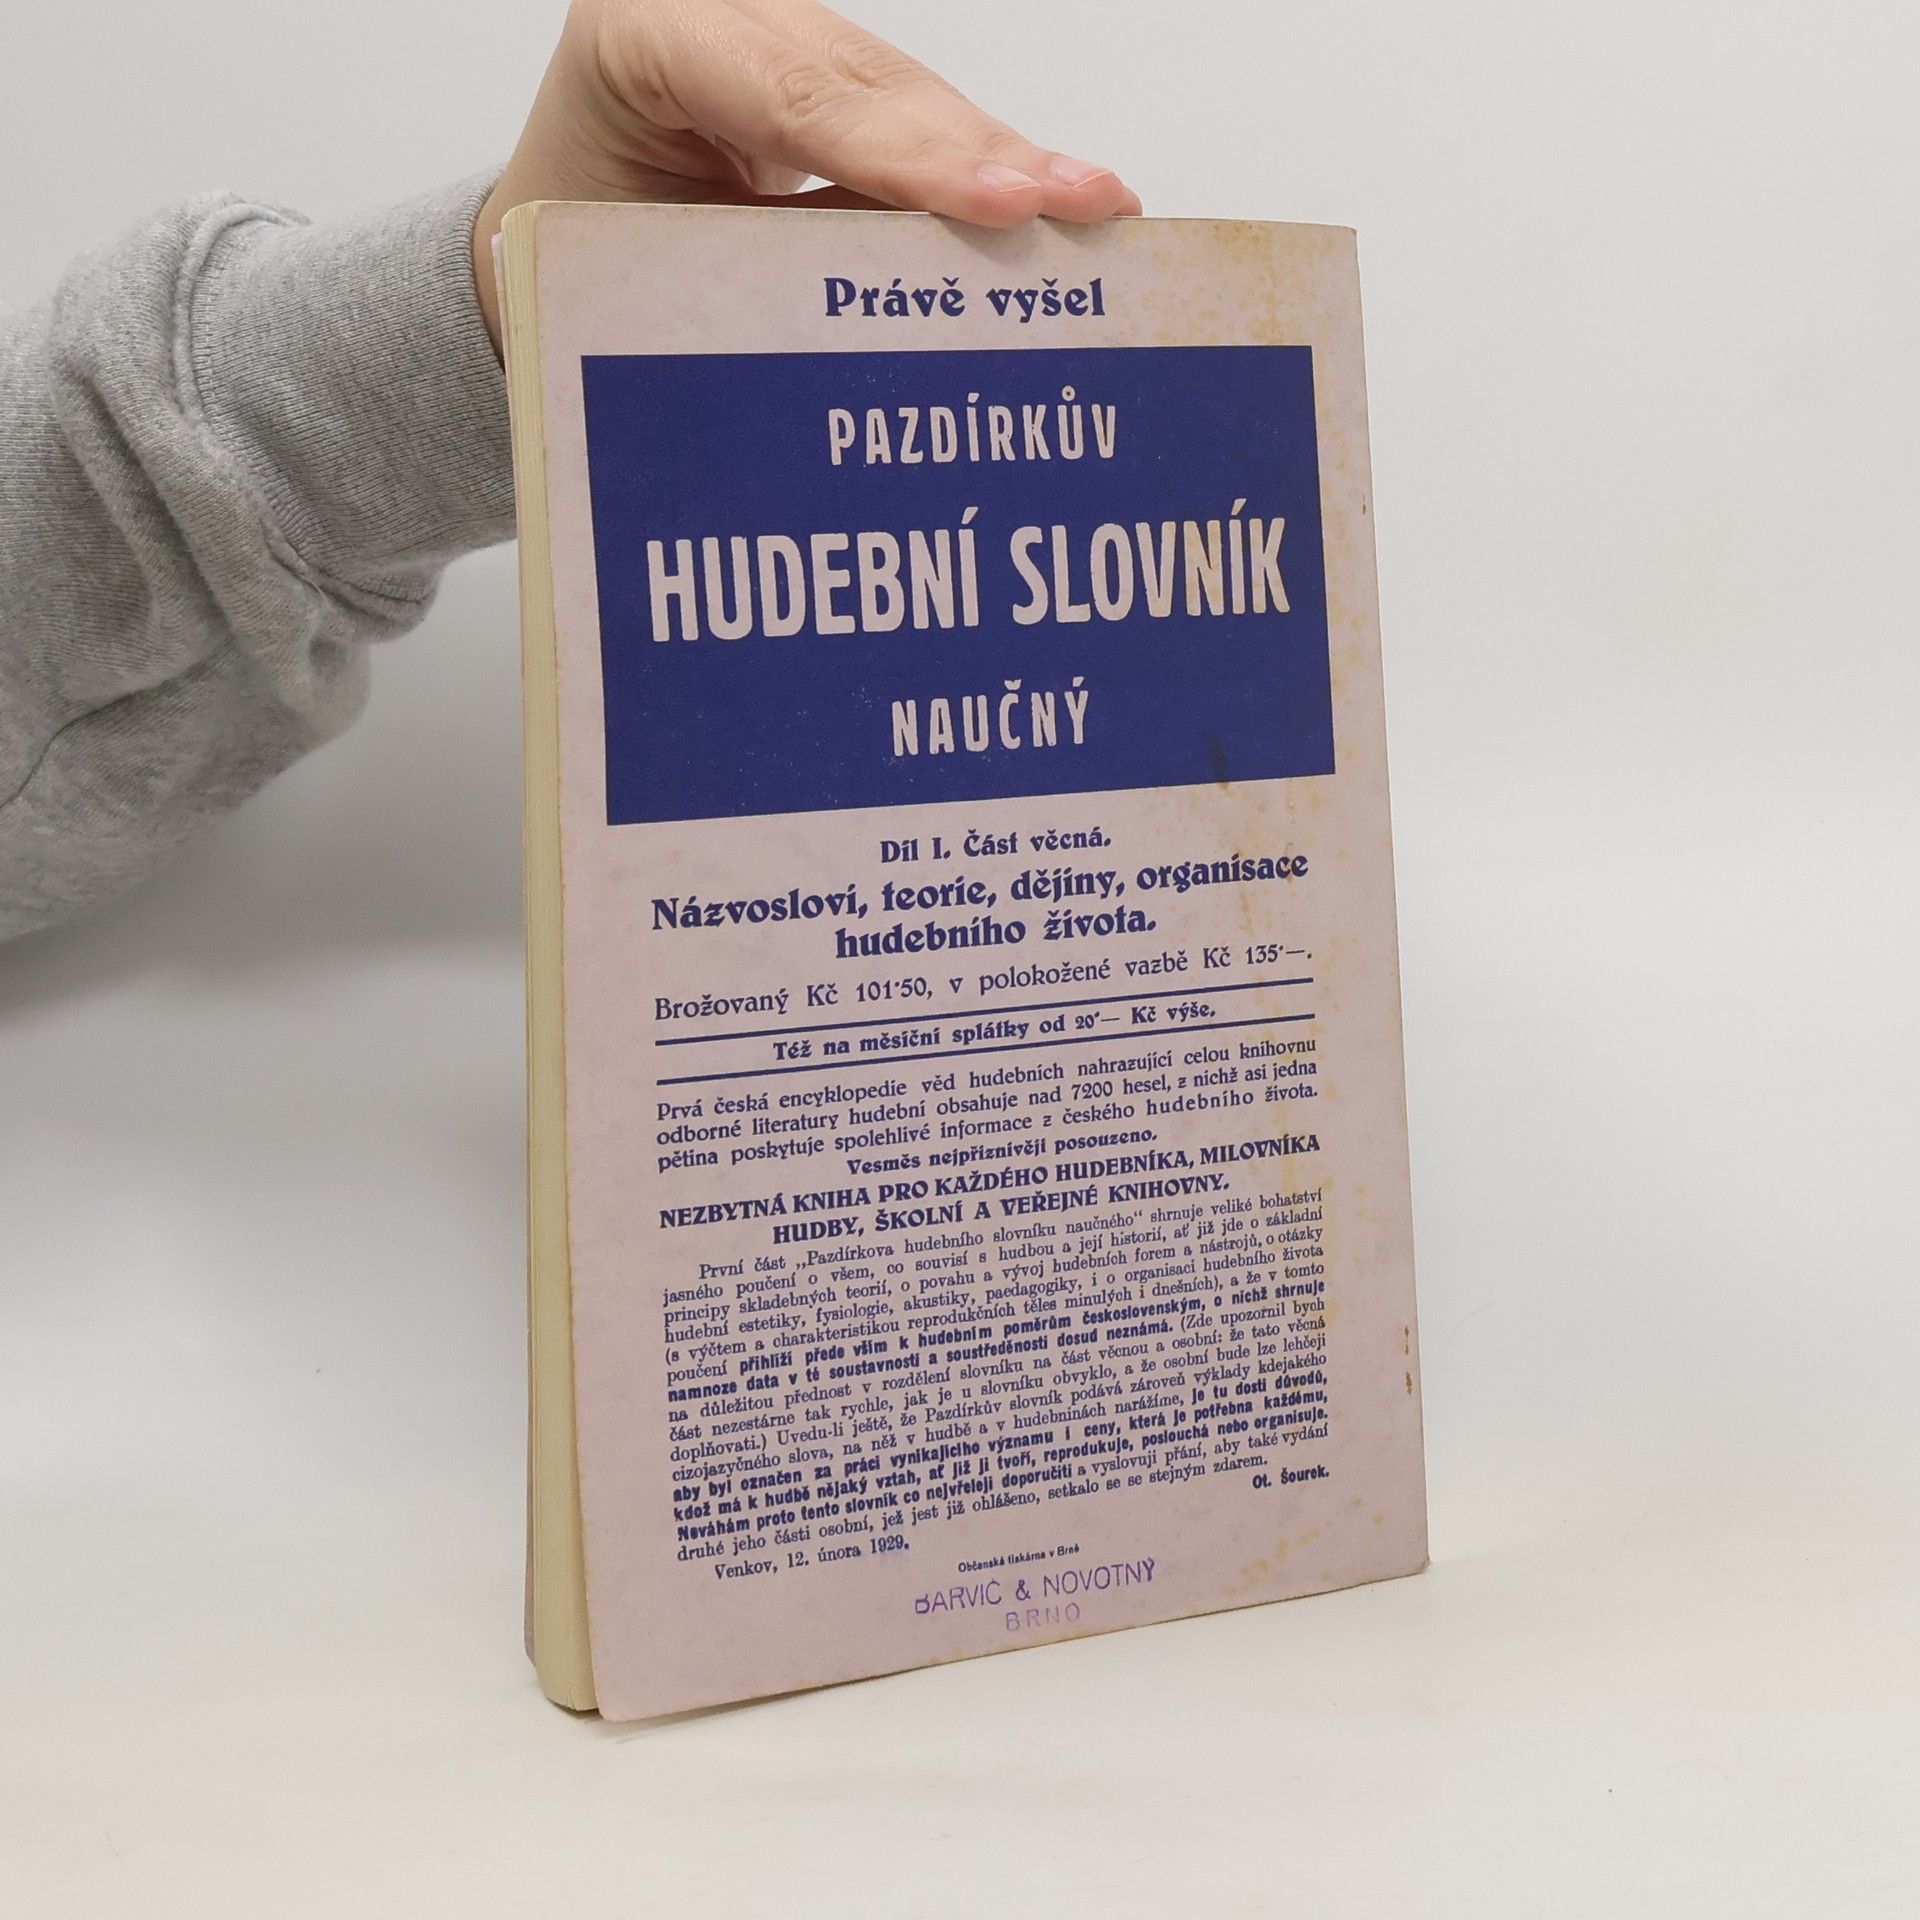 Právě vyšel
PAZDÍRKŮV
HUDEBNÍ SLOVNÍK
NAUČNÝ
Díl I. Část věcná.
Názvosloví, teorie, dějiny, organisace
hudebního života.
Brožovaný Kč 101·50, v polokožené vazbě Kč 135·—.
Též na měsíční splátky od 20·— Kč výše.
Prvá česká encyklopedie věd hudebních nahrazující celou knihovnu
odborné literatury hudební obsahuje nad 7200 hesel, z nichž asi jedna
pětina poskytuje spolehlivé informace z českého hudebního života.
Vesměs nejpříznivěji posouzeno.
NEZBYTNÁ KNIHA PRO KAŽDÉHO HUDEBNÍKA, MILOVNÍKA
HUDBY, ŠKOLNÍ A VEŘEJNÉ KNIHOVNY.
První část „Pazdírkova hudebního slovníku naučného“ shrnuje veliké bohatství
jasného poučení o všem, co souvisí s hudbou a její historií, ať již jde o základní
principy skladebných teorií, o povahu a vývoj hudebních forem a nástrojů, o otázky
hudební estetiky, fysiologie, akustiky, paedagogiky, i o organisaci hudebního života
(s výčtem a charakteristikou reprodukčních těles minulých i dnešních), a že v tomto
poučení přihlíží přede vším k hudebním poměrům československým, o nichž shrnuje
namnoze data v té soustavnosti a soustředěnosti dosud neznámá. (Zde upozornil bych
na důležitou přednost v rozdělení slovníku na část věcnou a osobní: že tato věcná
část nezestárne tak rychle, jak je u slovníku obvyklo, a že osobní bude lze lehčeji
doplňovati.) Uvedu-li ještě, že Pazdírkův slovník podává zároveň výklady kdejakého
cizojazyčného slova, na něž v hudbě a v hudebninách narážíme, je tu dosti důvodů,
aby byl označen za práci vynikajícího významu i ceny, která je potřebna každému,
kdož má k hudbě nějaký vztah, ať již ji tvoří, reprodukuje, poslouchá nebo organisuje.
Neváhám proto tento slovník co nejvřeleji doporučiti a vyslovuji přání, aby také vydání
druhé jeho části osobní, jež jest již ohlášeno, setkalo se se stejným zdarem.
Venkov, 12. února 1929.
Ot. Šourek.
Občanská tiskárna v Brně
BARVIČ & NOVOTNÝ
BRNO